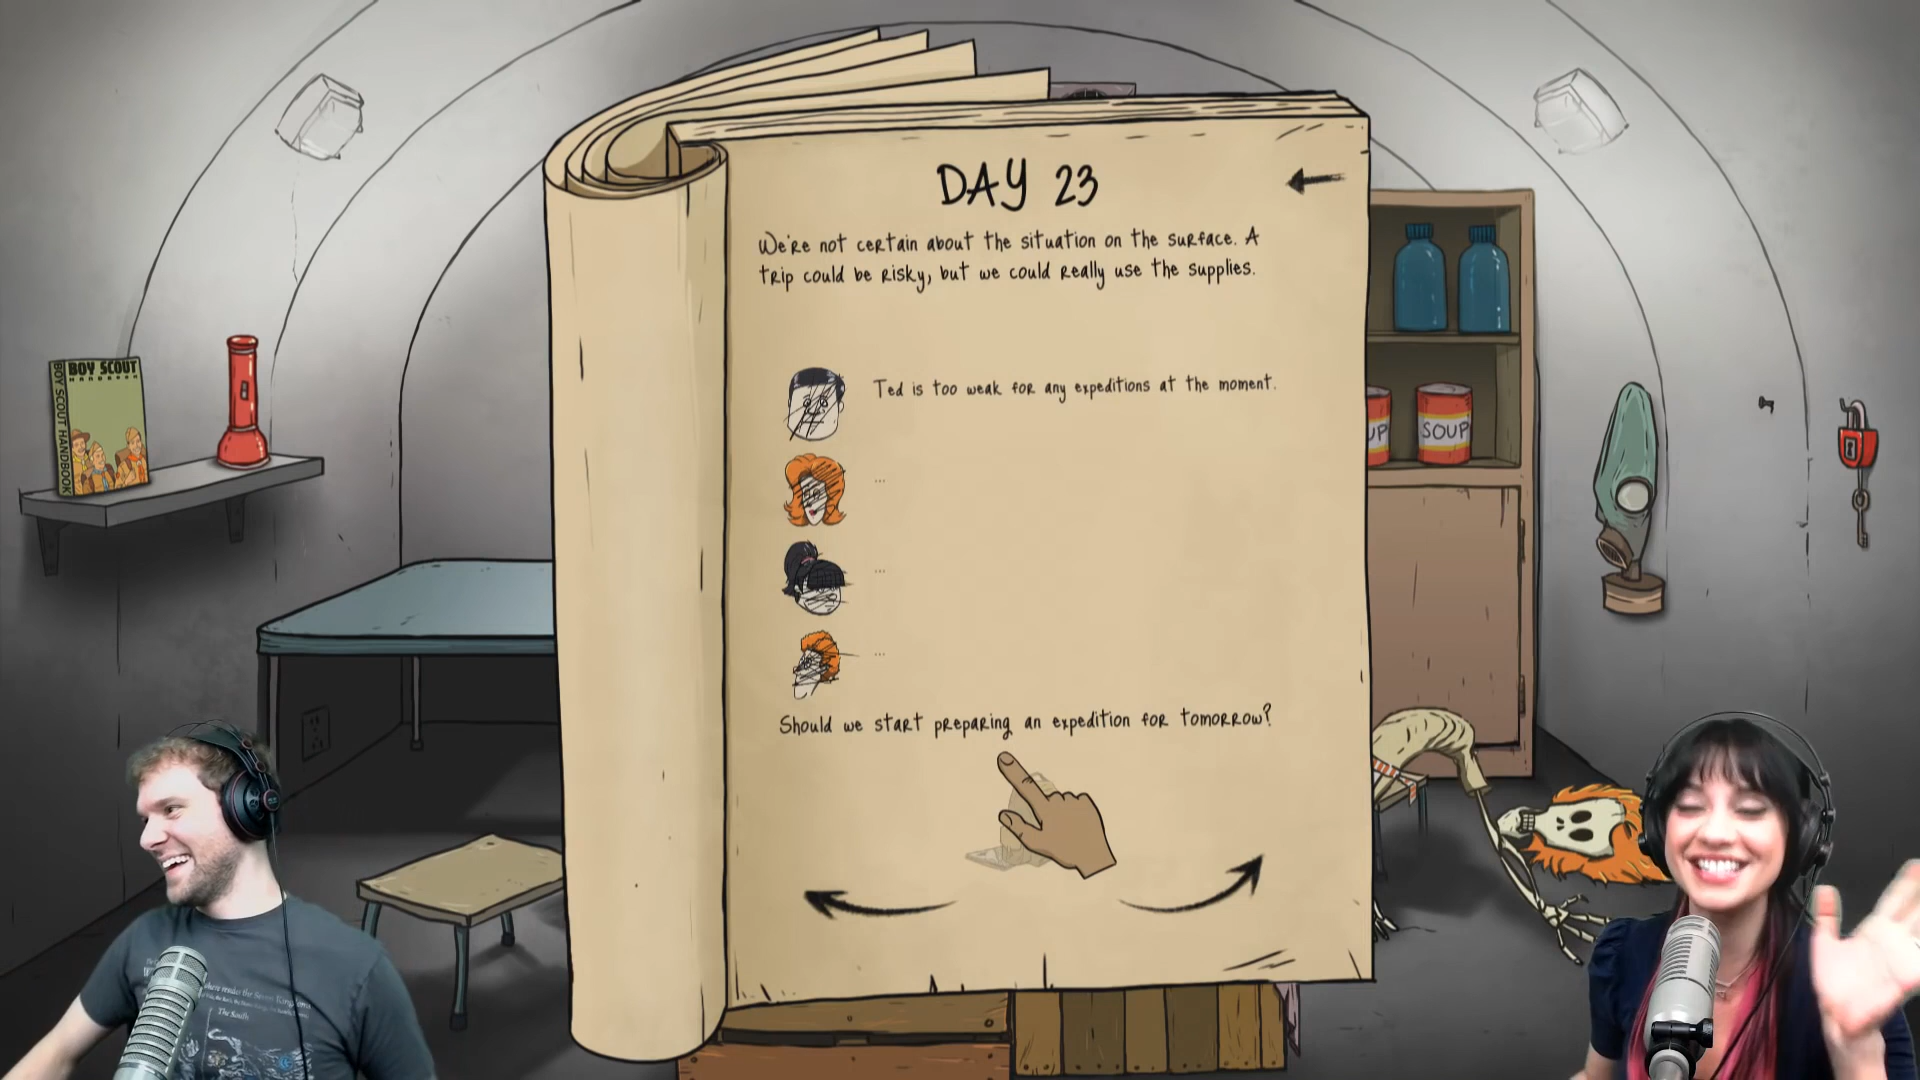 DAY 23
We're not certain about the situation on the surface. A
trip could be risky, but we could really use the supplies.
Ted is too weak for any expeditions at the moment.
...
...
...
Should we start preparing an expedition for tomorrow?
BOY SCOUT
HANDBOOK
BOY SCOUT HANDBOOK
UP
SOUP
The South